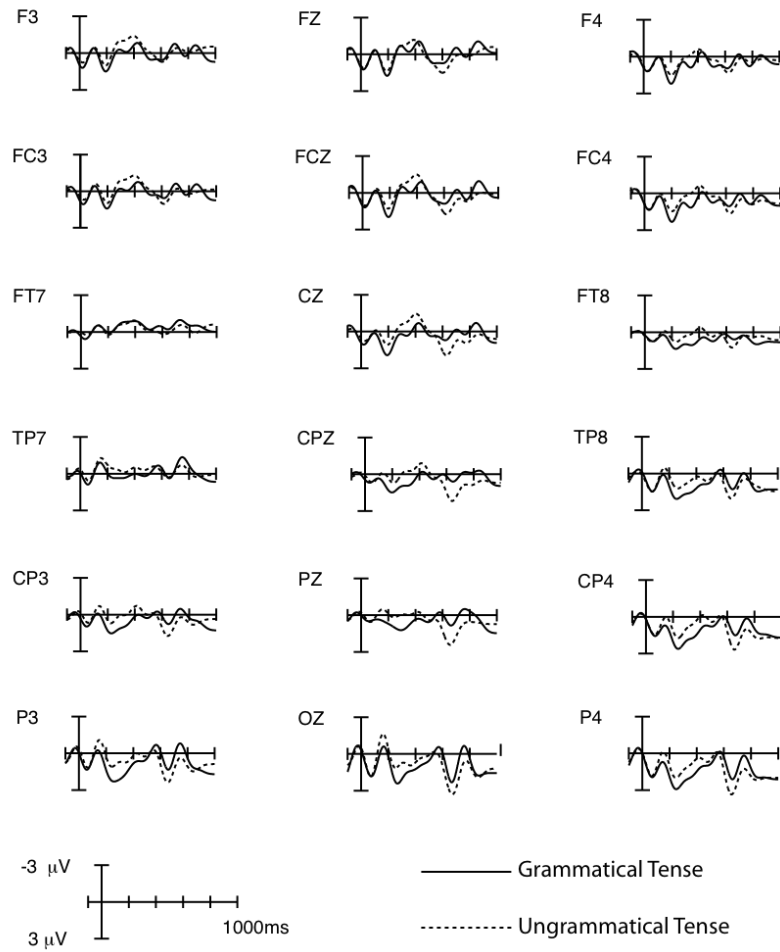 F3 FZ F4
FC3 FCZ FC4
FT7 CZ FT8
TP7 CPZ TP8
CP3 PZ CP4
P3 OZ P4
-3 μV
Grammatical Tense
1000ms
3 μV
Ungrammatical Tense